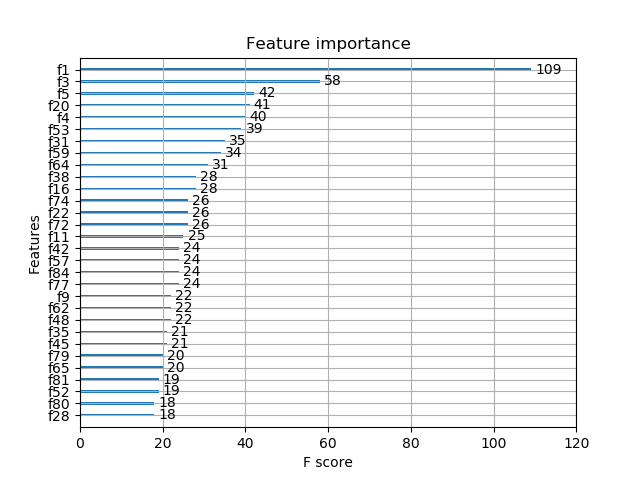 Feature importance
f1 109
f3 58
f5 42
f20 41
f4 40
f53 39
f31 35
f59 34
f64 31
f38 28
f16 28
f74 26
f22 26
f72 26
f11 25
f42 24
f57 24
f84 24
f77 24
f9 22
f62 22
f48 22
f35 21
f45 21
f79 20
f65 20
f81 19
f52 19
f80 18
f28 18
Features
0 20 40 60 80 100 120
F score